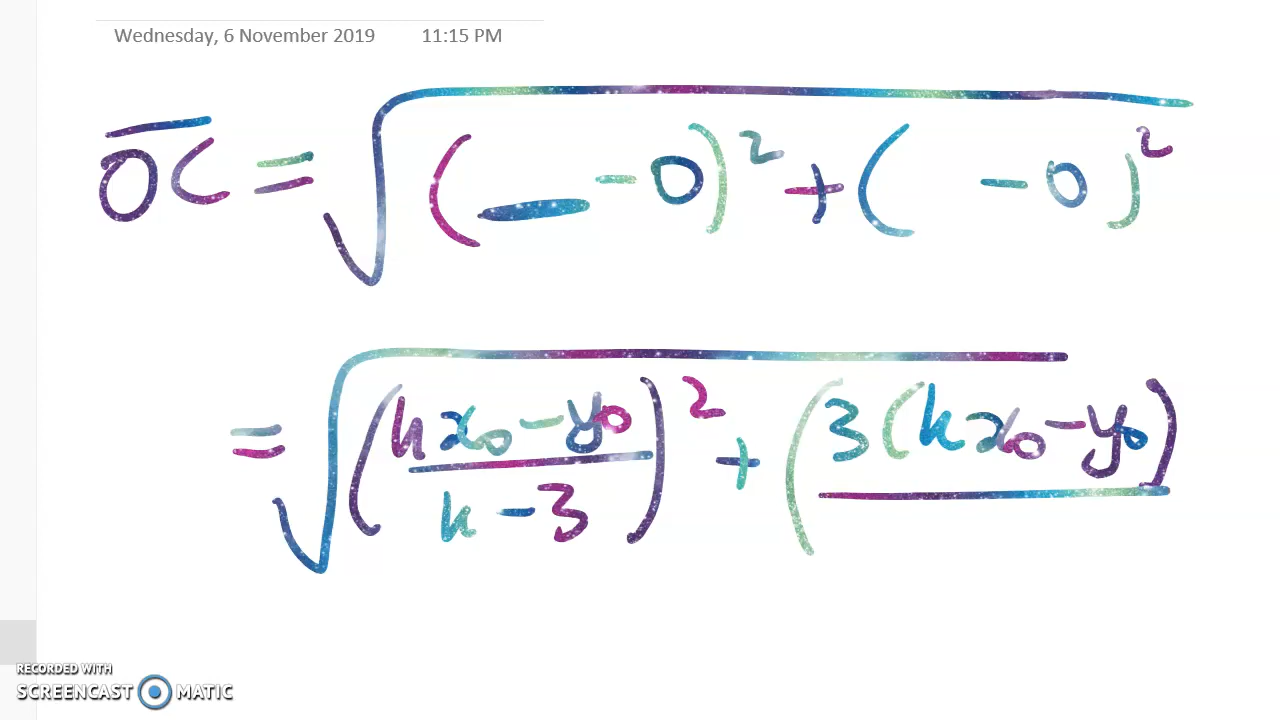 Wednesday, 6 November 2019 11:15 PM
OC = √((__ - 0)² + ( - 0)²
= √((kx₀ - y₀)/(k - 3))² + (3(kx₀ - y₀)
RECORDED WITH
SCREENCAST MATIC